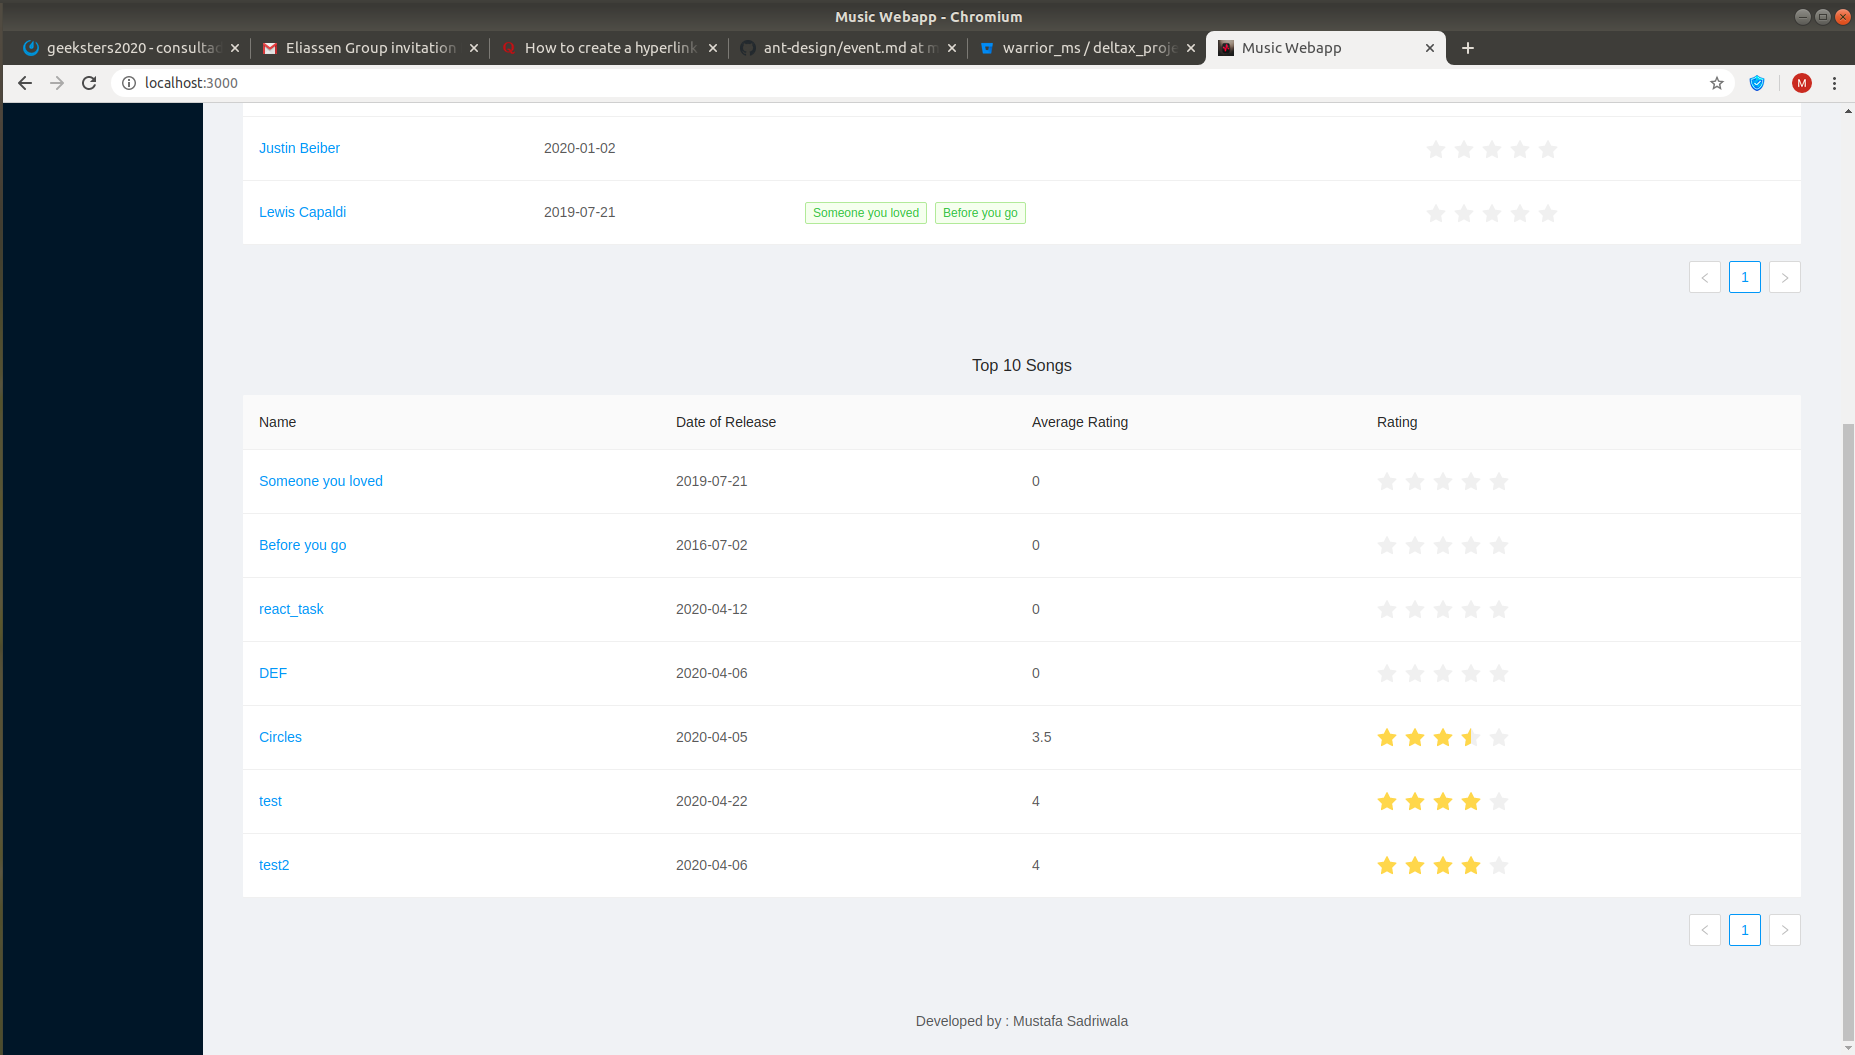 Music Webapp - Chromium
geeksters2020 - consultad
Eliassen Group invitation
How to create a hyperlink
ant-design/event.md at m
warrior_ms / deltax_proje
Music Webapp
localhost:3000
M
Justin Beiber 2020-01-02
Lewis Capaldi 2019-07-21 Someone you loved Before you go
< 1 >
Top 10 Songs
Name Date of Release Average Rating Rating
Someone you loved 2019-07-21 0
Before you go 2016-07-02 0
react_task 2020-04-12 0
DEF 2020-04-06 0
Circles 2020-04-05 3.5
test 2020-04-22 4
test2 2020-04-06 4
< 1 >
Developed by : Mustafa Sadriwala